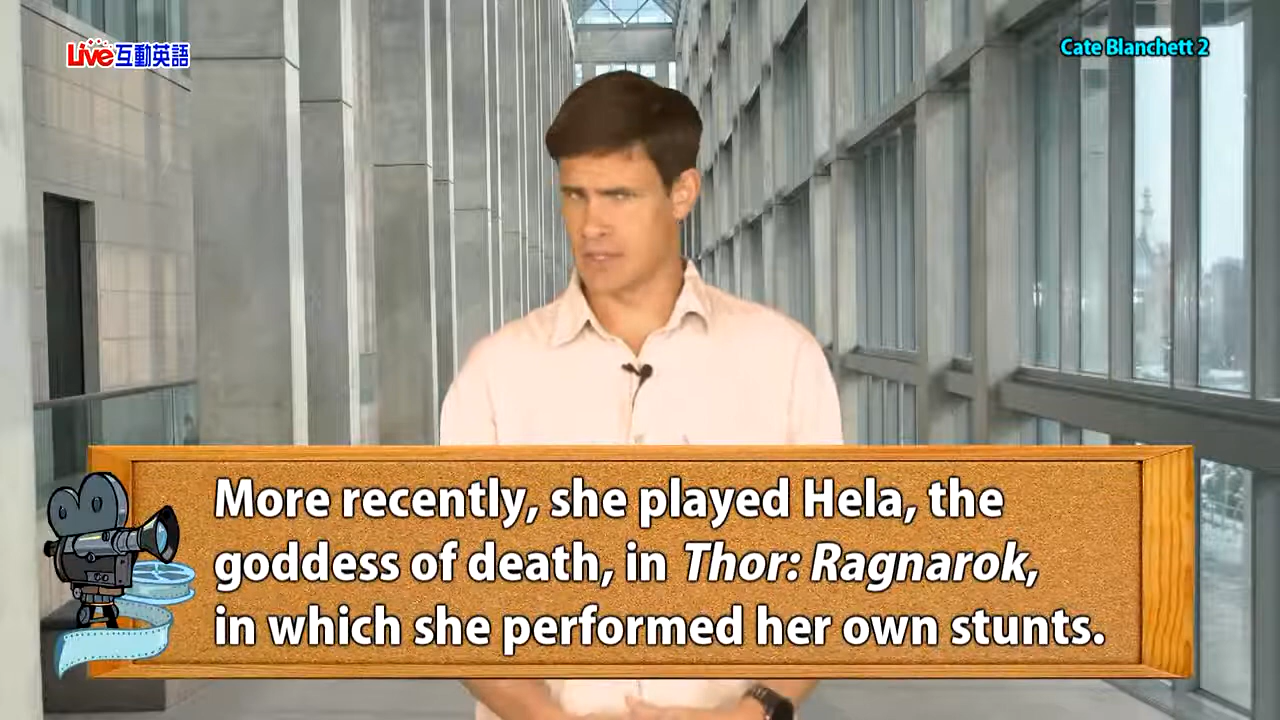 Live互動英語
Cate Blanchett 2
More recently, she played Hela, the
goddess of death, in Thor: Ragnarok,
in which she performed her own stunts.